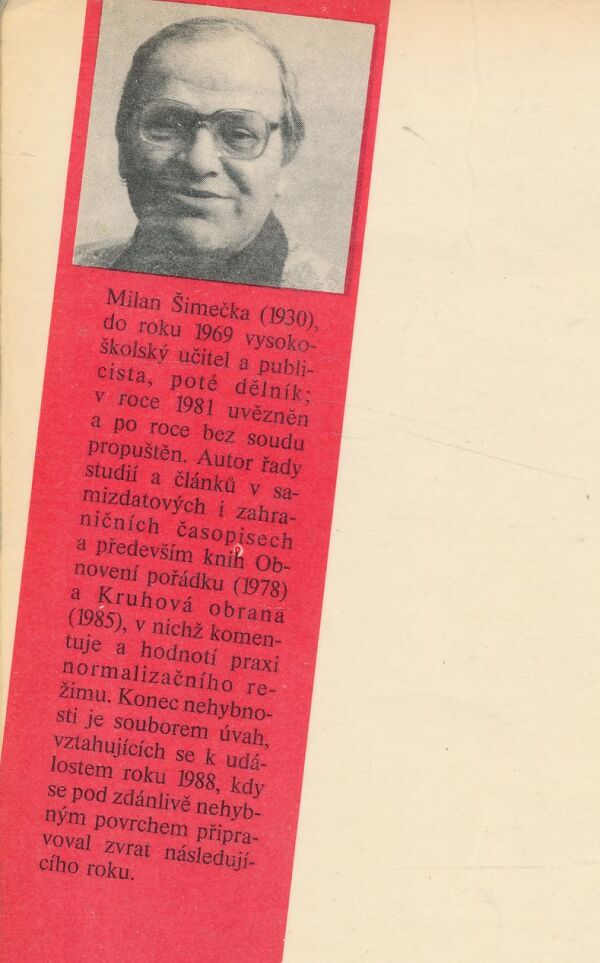 Milan Šimečka (1930),
do roku 1969 vysoko-
školský učitel a publi-
cista, poté dělník;
v roce 1981 uvězněn
a po roce bez soudu
propuštěn. Autor řady
studií a článků v sa-
mizdatových i zahra-
ničních časopisech
a především knih Ob-
novení pořádku (1978)
a Kruhová obrana
(1985), v nichž komen-
tuje a hodnotí praxi
normalizačního re-
žimu. Konec nehybno-
sti je souborem úvah,
vztahujících se k udá-
lostem roku 1988, kdy
se pod zdánlivě nehyb-
ným povrchem připra-
voval zvrat následují-
cího roku.